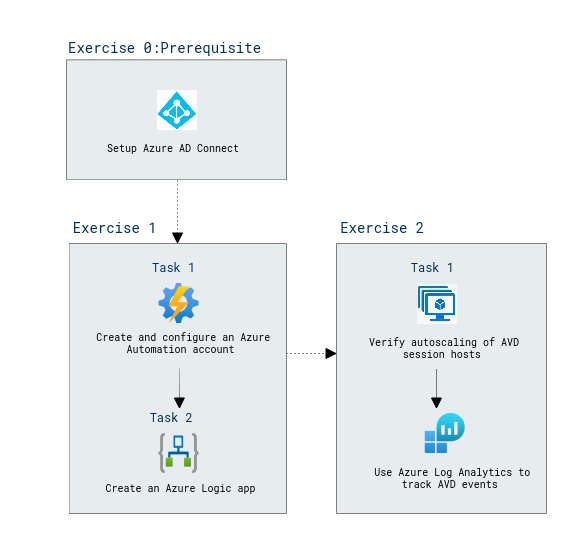 Exercise 0:Prerequisite
Setup Azure AD Connect
Exercise 1
Task 1
Create and configure an Azure
Automation account
Task 2
Create an Azure Logic app
Exercise 2
Task 1
Verify autoscaling of AVD
session hosts
Use Azure Log Analytics to
track AVD events